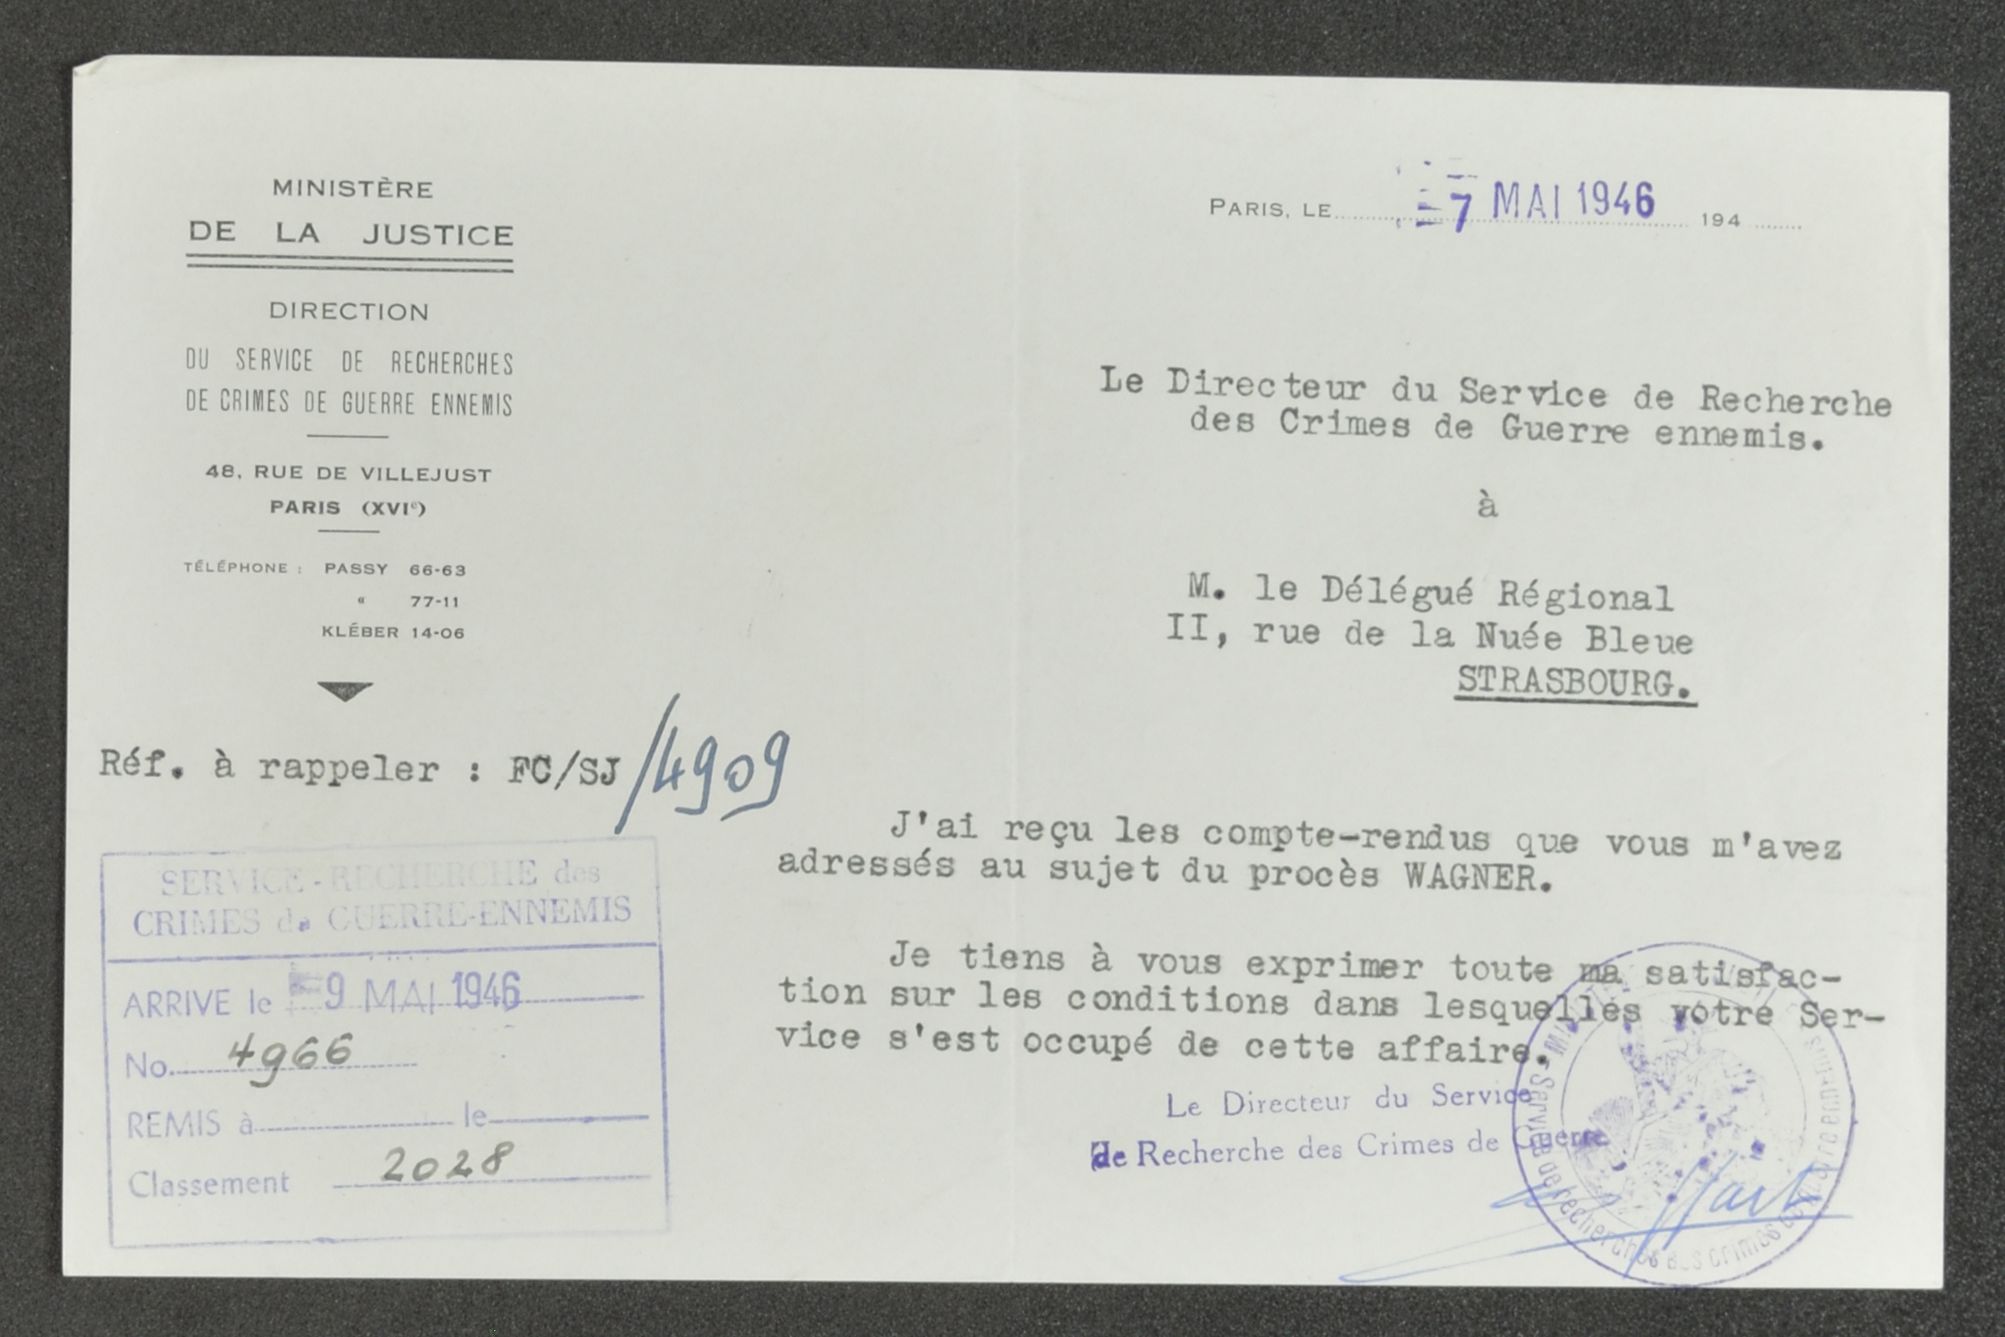 MINISTÈRE
DE LA JUSTICE
DIRECTION
DU SERVICE DE RECHERCHES
DE CRIMES DE GUERRE ENNEMIS
48, RUE DE VILLEJUST
PARIS (XVIe)
TÉLÉPHONE : PASSY 66-63
« 77-11
KLÉBER 14-06
PARIS, LE 7 MAI 1946 194
Le Directeur du Service de Recherche
des Crimes de Guerre ennemis.
à
M. le Délégué Régional
II, rue de la Nuée Bleue
STRASBOURG.
Réf. à rappeler : FC/SJ/4909
J'ai reçu les compte-rendus que vous m'avez
adressés au sujet du procès WAGNER.
Je tiens à vous exprimer toute ma satisfac-
tion sur les conditions dans lesquelles votre Ser-
vice s'est occupé de cette affaire.
Le Directeur du Service
de Recherche des Crimes de Guerre
SERVICE-RECHERCHE des
CRIMES de GUERRE-ENNEMIS
ARRIVE le 9 MAI 1946
No. 4966
REMIS à le
Classement 2028